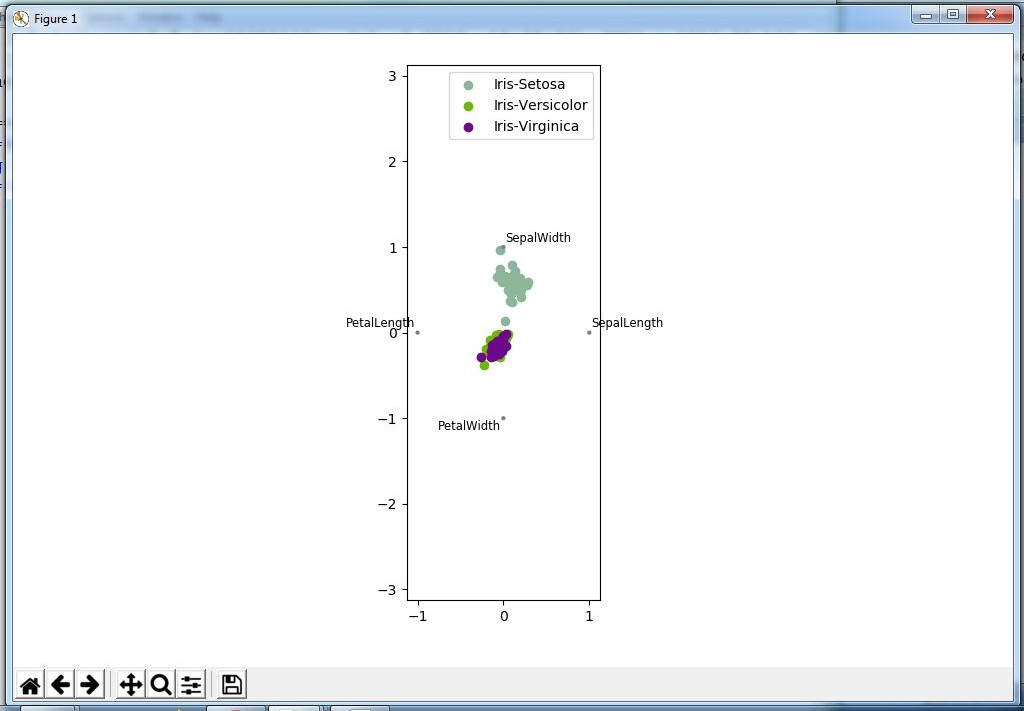 Figure 1
Iris-Setosa
Iris-Versicolor
Iris-Virginica
3
2
1
0
−1
−2
−3
SepalWidth
PetalLength
SepalLength
PetalWidth
−1
0
1